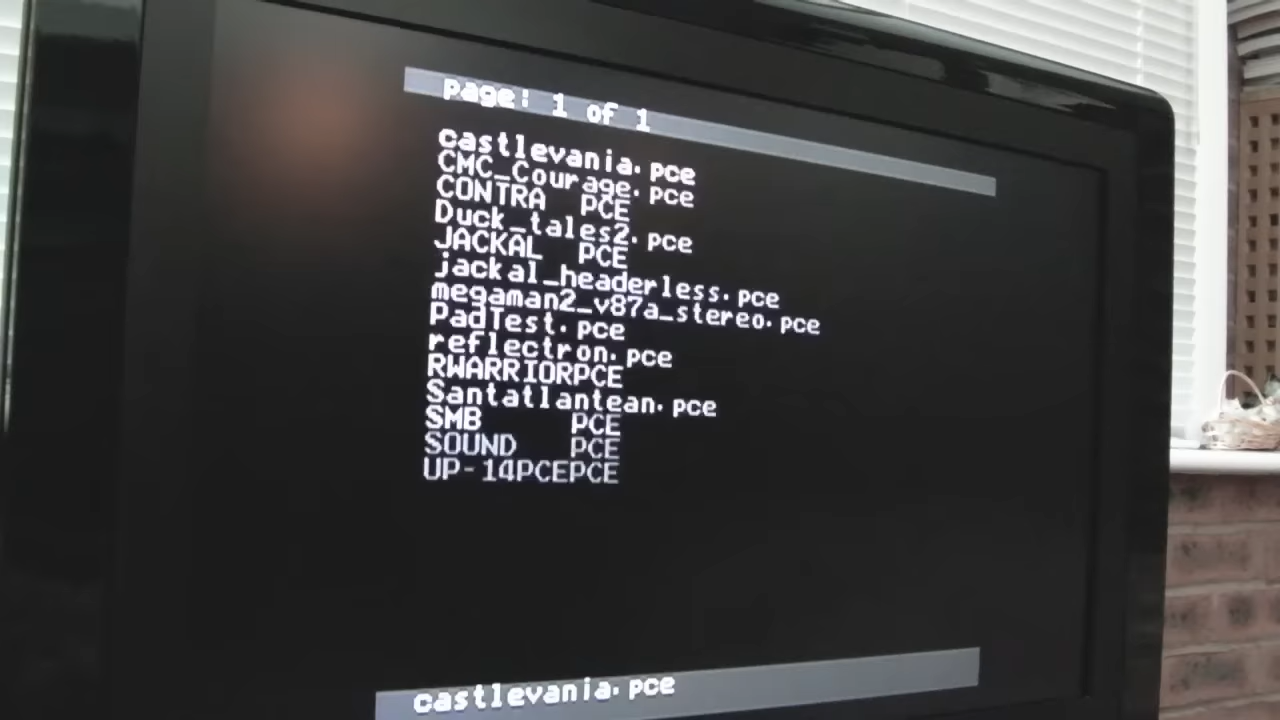 page: 1 of 1
castlevania.pce
CMC_Courage.pce
CONTRA  PCE
Duck_tales2.pce
JACKAL  PCE
jackal_headerless.pce
megaman2_v87a_stereo.pce
PadTest.pce
reflectron.pce
RWARRIORPCE
Santatlantean.pce
SMB     PCE
SOUND   PCE
UP-14PCEPCE
castlevania.pce